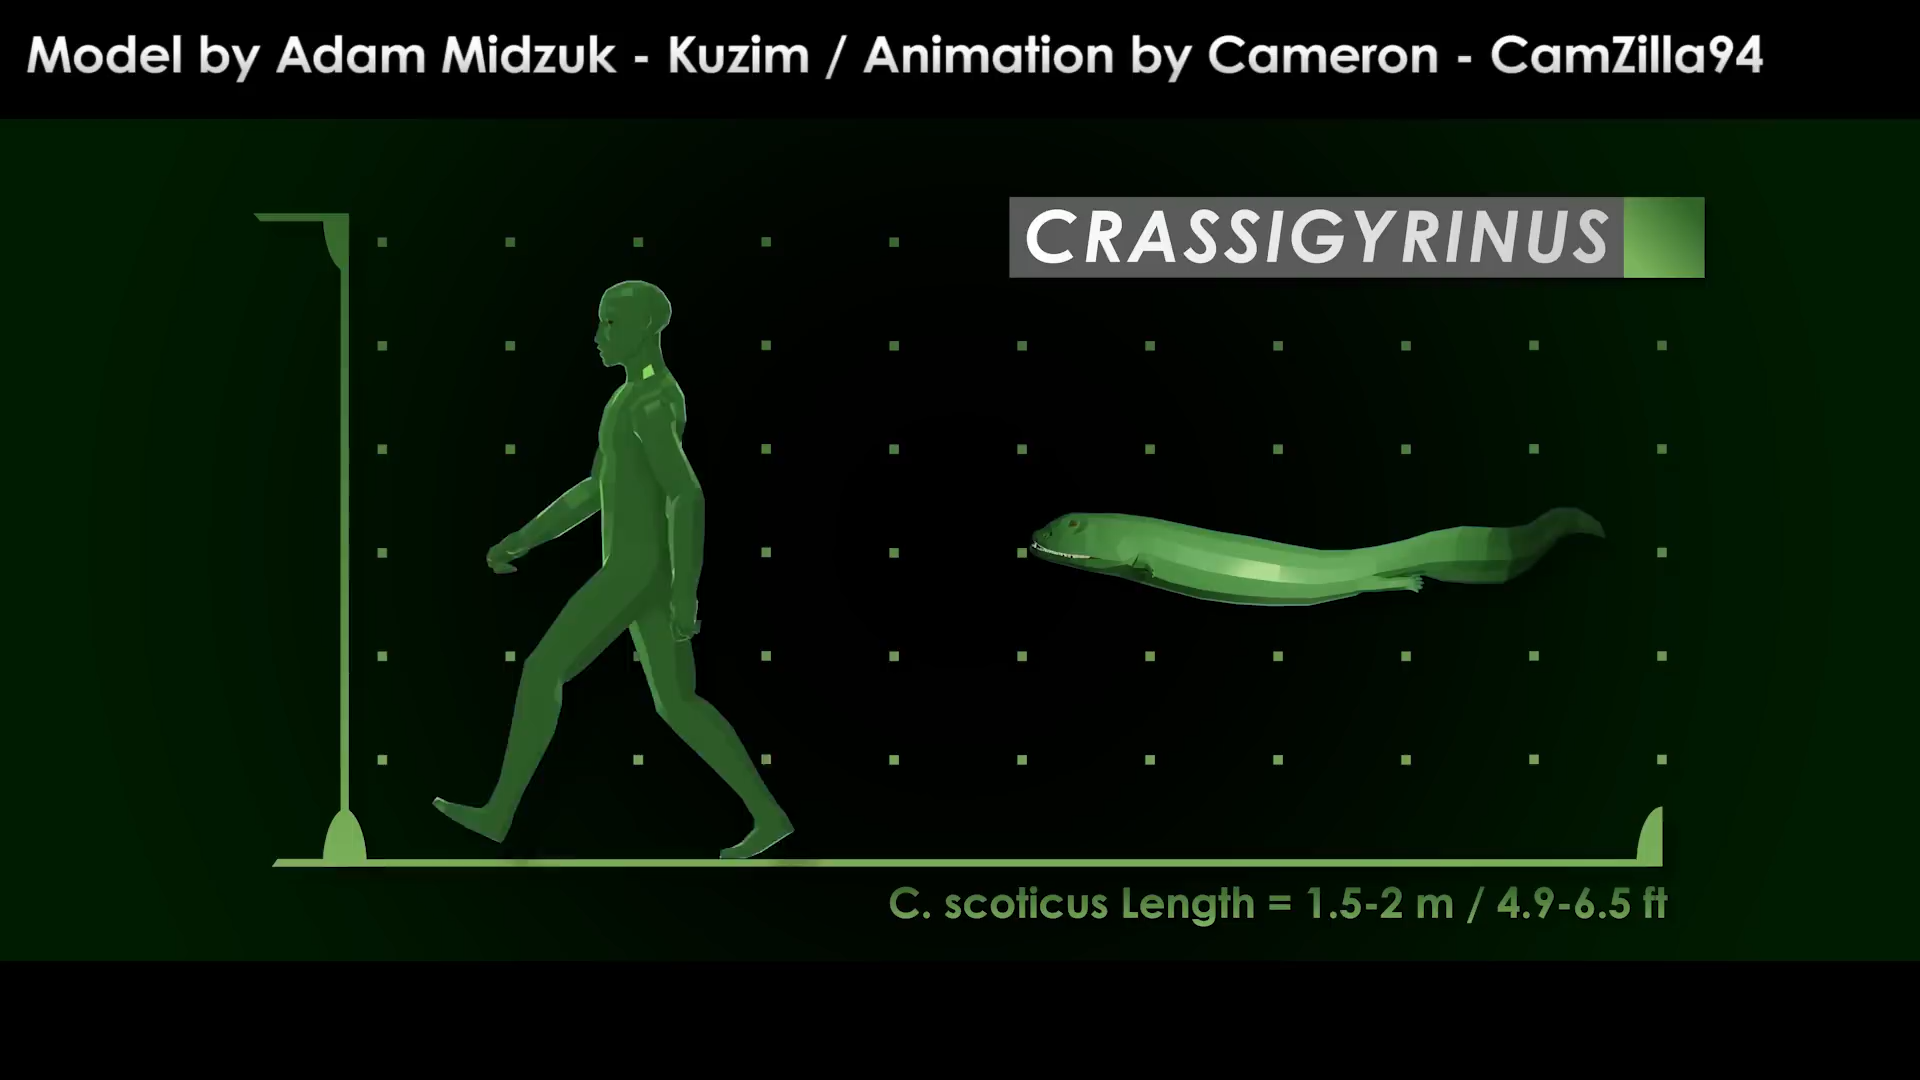 Model by Adam Midzuk - Kuzim / Animation by Cameron - CamZilla94
CRASSIGYRINUS
C. scoticus Length = 1.5-2 m / 4.9-6.5 ft